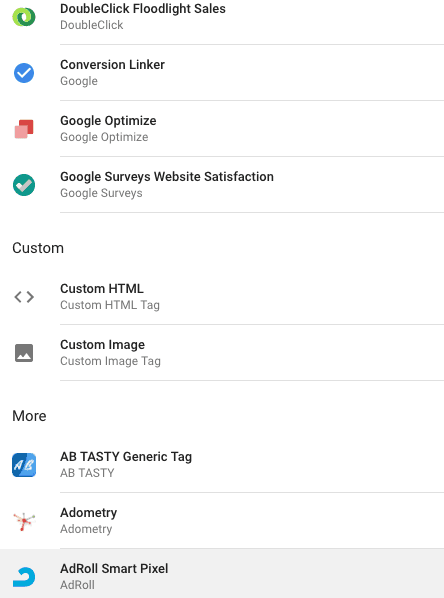 DoubleClick Floodlight Sales
DoubleClick
Conversion Linker
Google
Google Optimize
Google Optimize
Google Surveys Website Satisfaction
Google Surveys
Custom
Custom HTML
Custom HTML Tag
Custom Image
Custom Image Tag
More
AB
AB TASTY Generic Tag
AB TASTY
Adometry
Adometry
AdRoll Smart Pixel
AdRoll